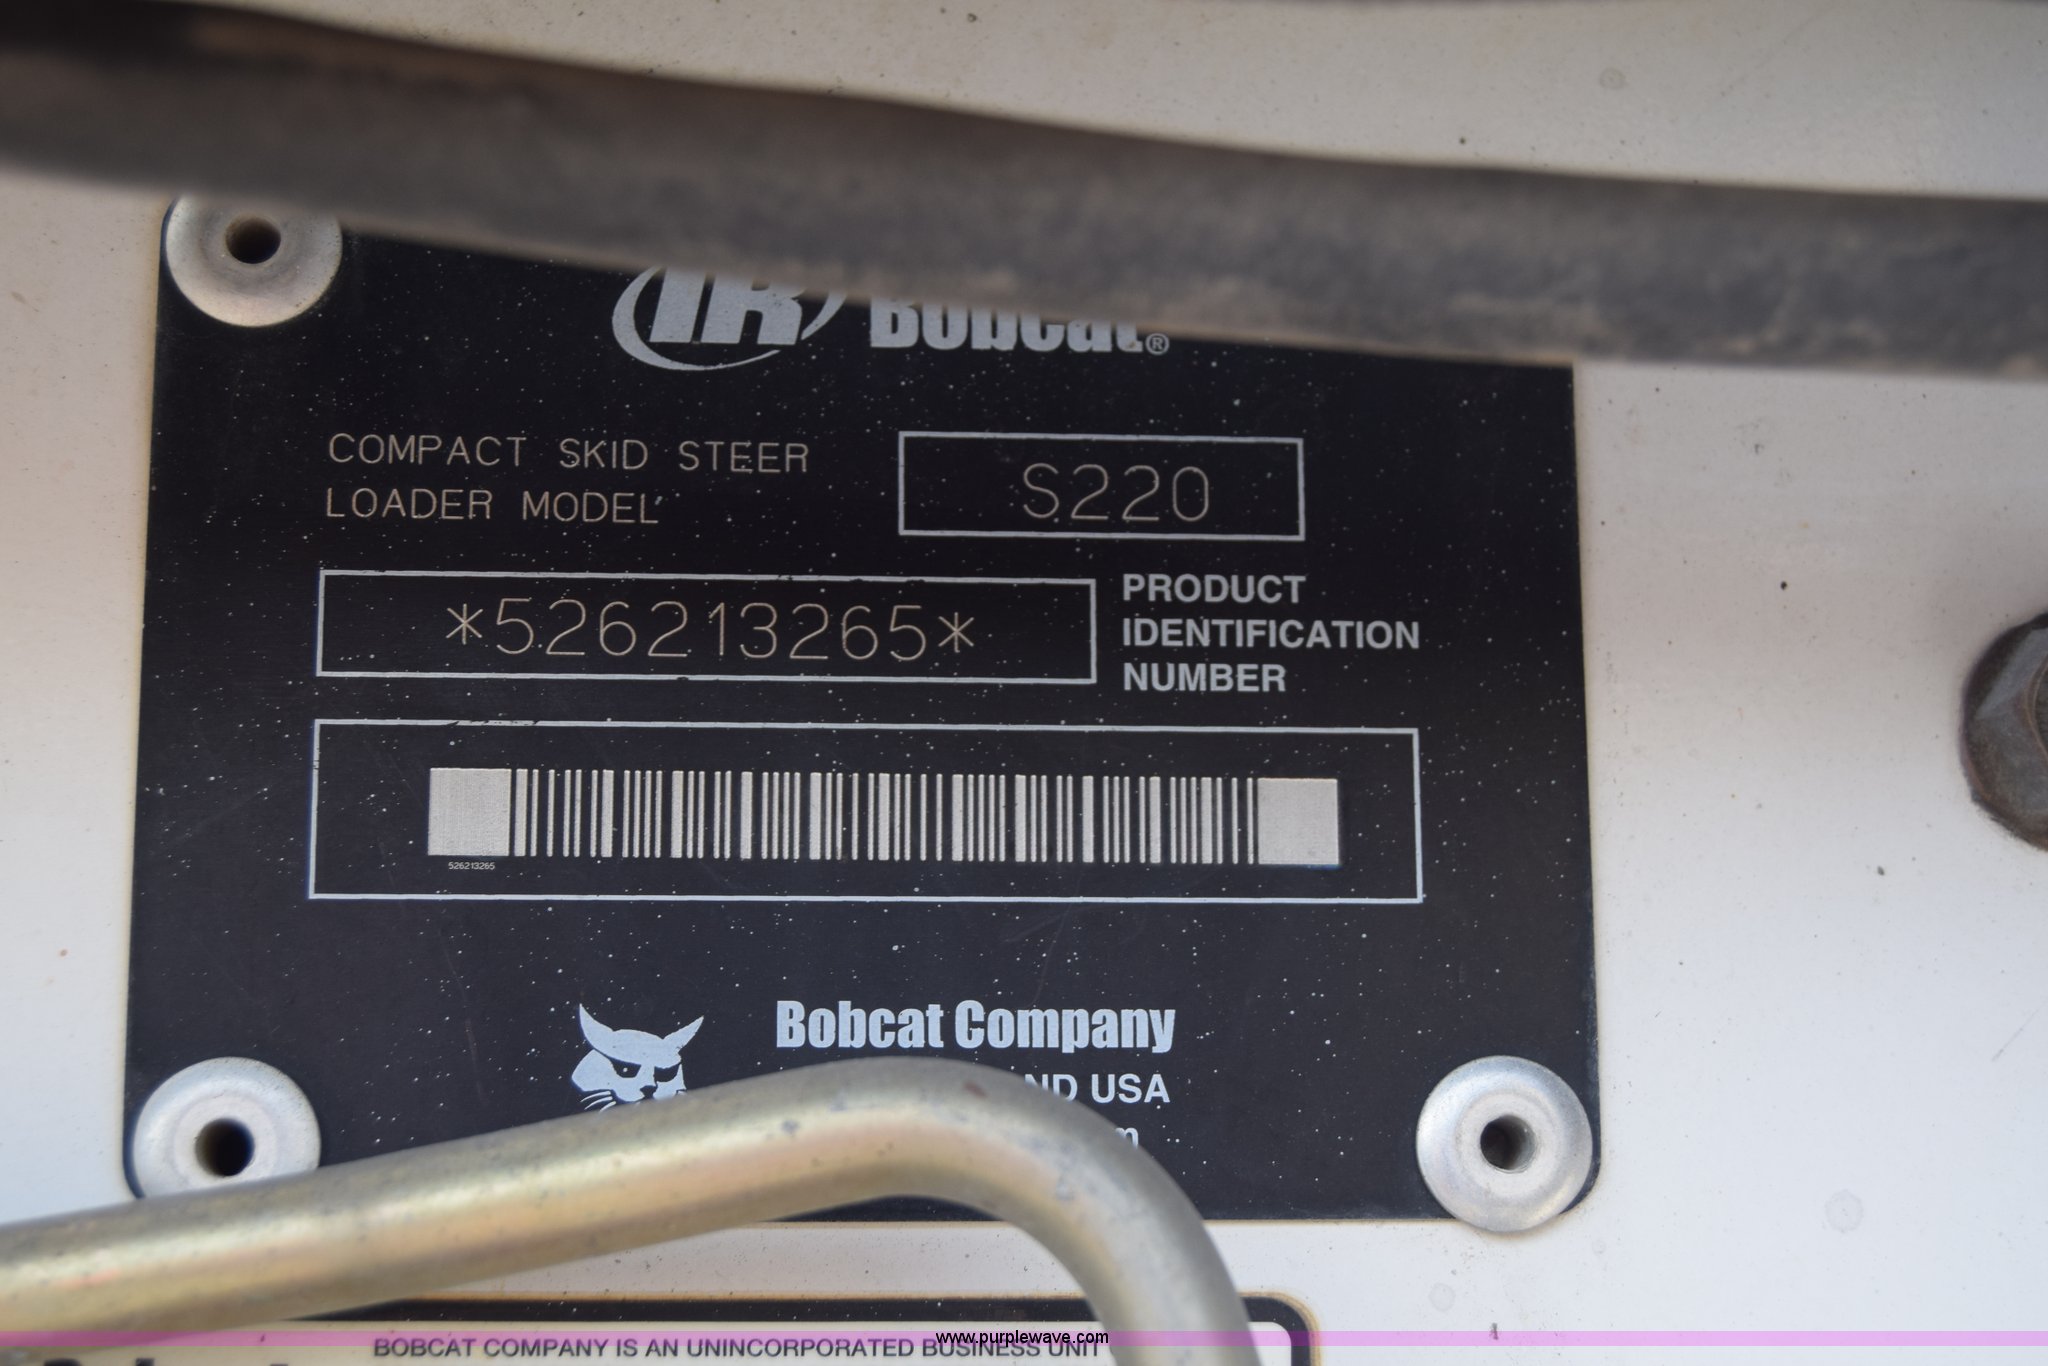 IR Bobcat®
COMPACT SKID STEER
LOADER MODEL
S220
*526213265*
PRODUCT
IDENTIFICATION
NUMBER
526213265
Bobcat Company
USA
BOBCAT COMPANY IS AN UNINCORPORATED BUSINESS UNIT
www.purplewave.com